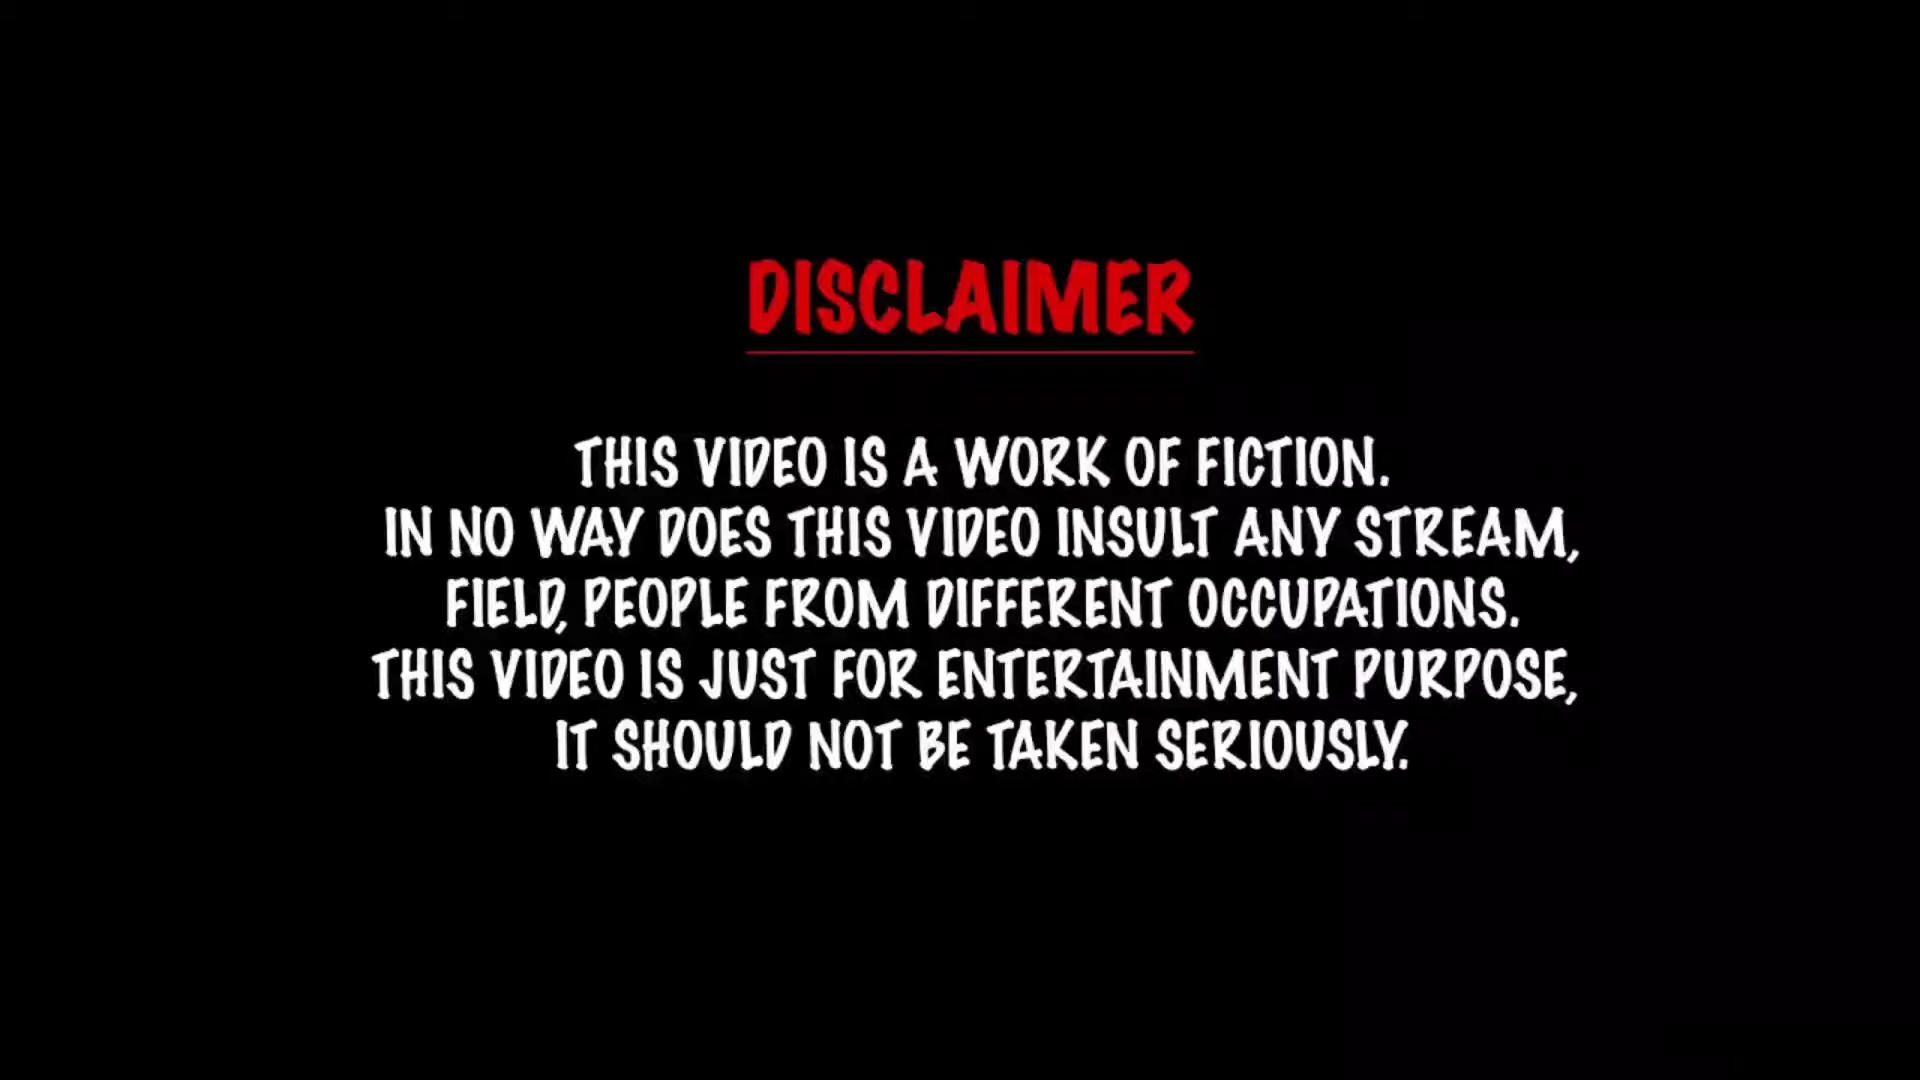 DISCLAIMER
THIS VIDEO IS A WORK OF FICTION.
IN NO WAY DOES THIS VIDEO INSULT ANY STREAM,
FIELD, PEOPLE FROM DIFFERENT OCCUPATIONS.
THIS VIDEO IS JUST FOR ENTERTAINMENT PURPOSE,
IT SHOULD NOT BE TAKEN SERIOUSLY.